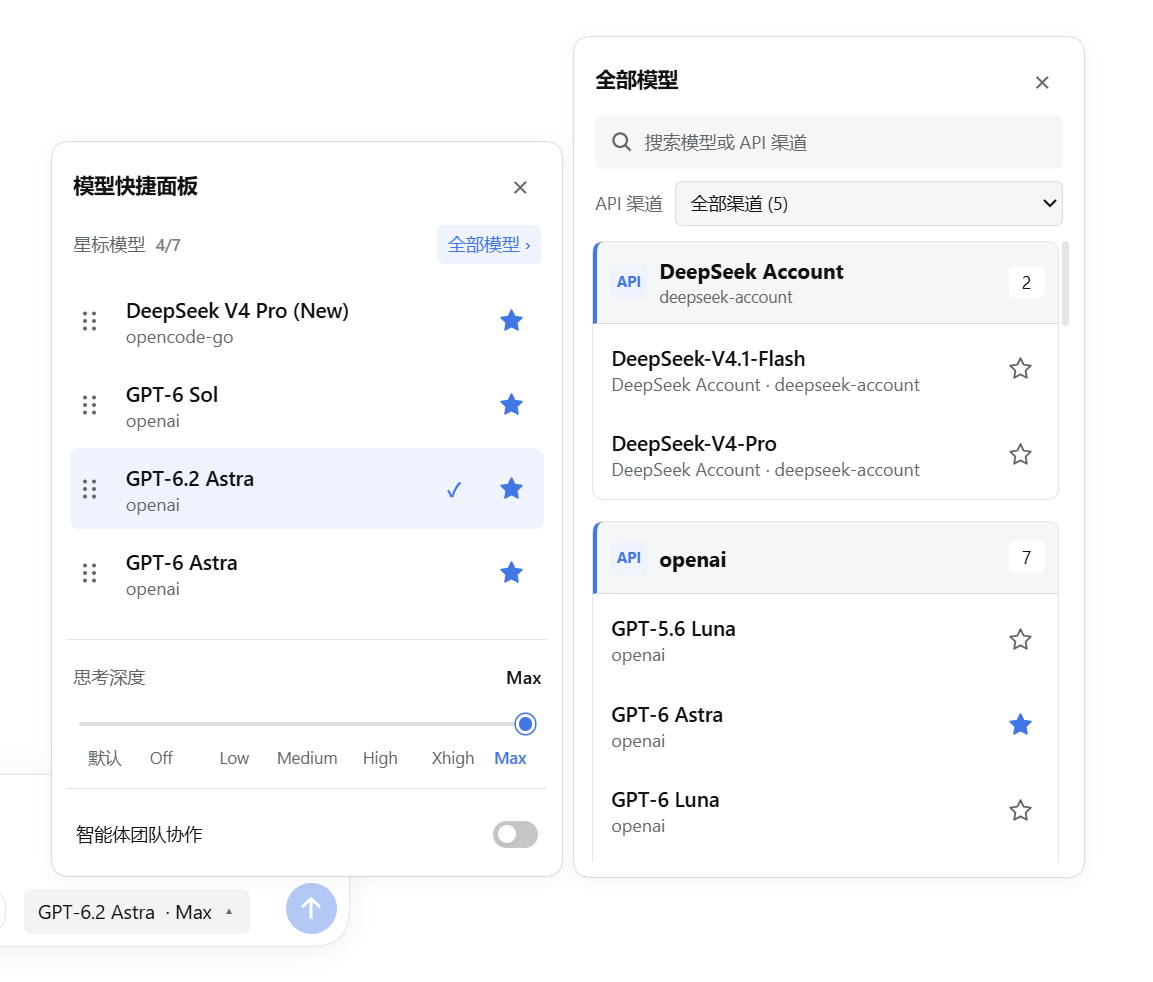 模型快捷面板
星标模型 4/7
全部模型 ›
DeepSeek V4 Pro (New)
opencode-go
GPT-6 Sol
openai
GPT-6.2 Astra
openai
GPT-6 Astra
openai
思考深度
Max
默认 Off Low Medium High Xhigh Max
智能体团队协作
GPT-6.2 Astra · Max
全部模型
搜索模型或 API 渠道
API 渠道
全部渠道 (5)
API
DeepSeek Account
deepseek-account
2
DeepSeek-V4.1-Flash
DeepSeek Account · deepseek-account
DeepSeek-V4-Pro
DeepSeek Account · deepseek-account
API
openai
7
GPT-5.6 Luna
openai
GPT-6 Astra
openai
GPT-6 Luna
openai